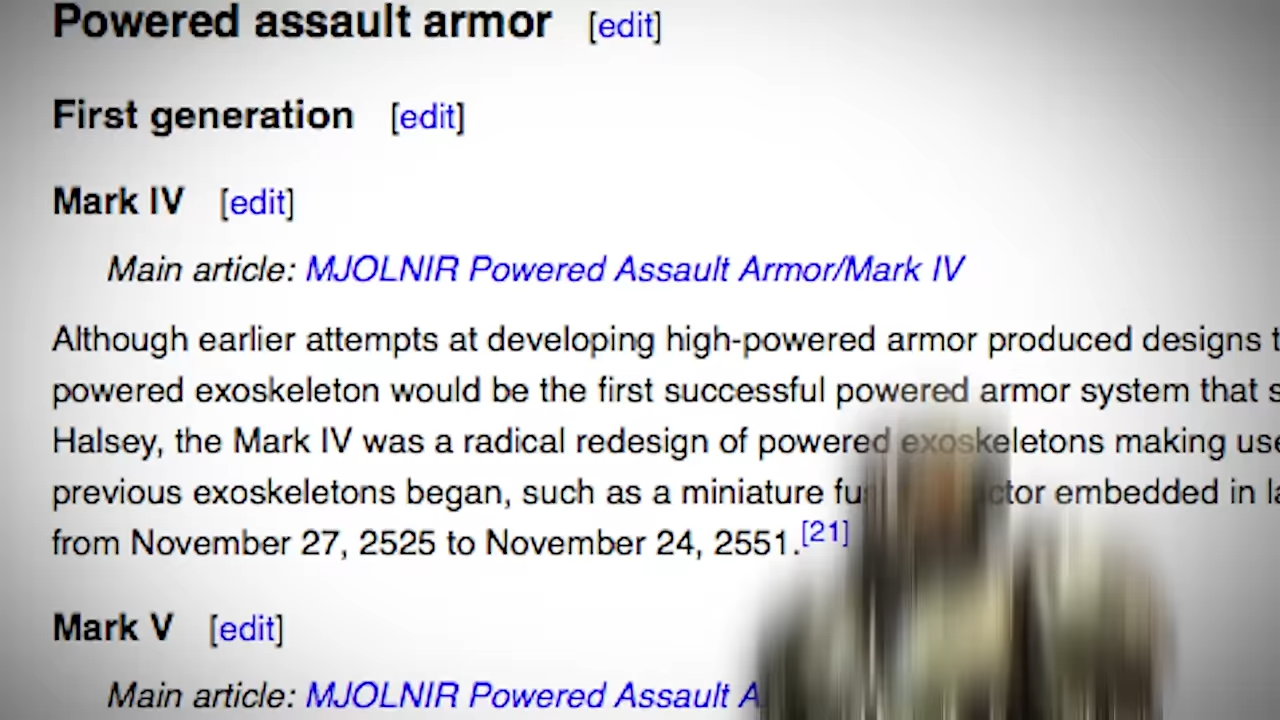 Powered assault armor [edit]
First generation [edit]
Mark IV [edit]
Main article: MJOLNIR Powered Assault Armor/Mark IV
Although earlier attempts at developing high-powered armor produced designs
powered exoskeleton would be the first successful powered armor system that
Halsey, the Mark IV was a radical redesign of powered exoskeletons making
previous exoskeletons began, such as a miniature embedded in
from November 27, 2525 to November 24, 2551.[21]
Mark V [edit]
Main article: MJOLNIR Powered Assault